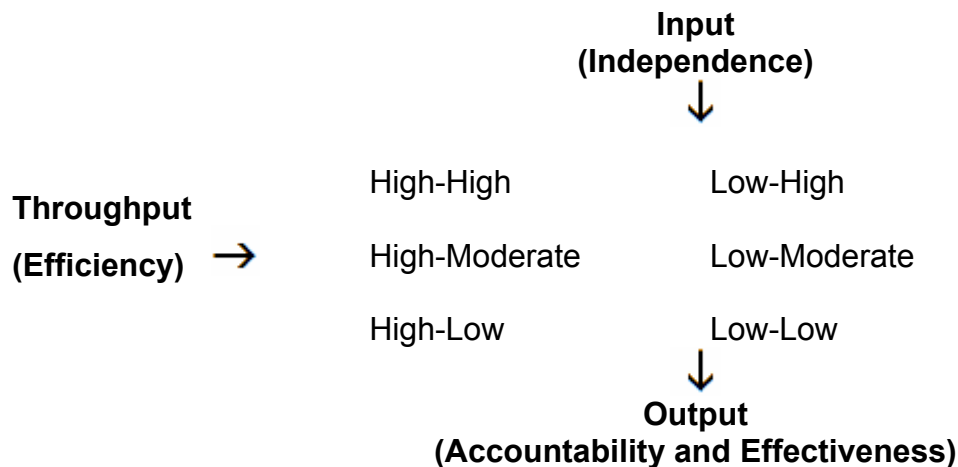 Input
(Independence)
↓
High-High Low-High
Throughput
(Efficiency) →
High-Moderate Low-Moderate
High-Low Low-Low
↓
Output
(Accountability and Effectiveness)